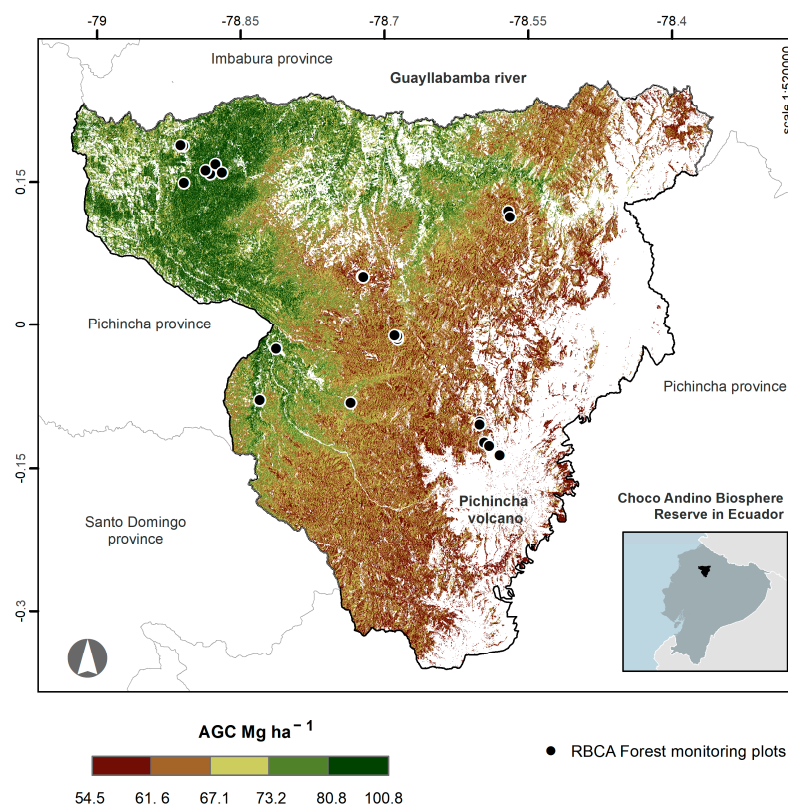 -79 -78.85 -78.7 -78.55 -78.4
Imbabura province
Guayllabamba river
scale 1:520000
0.15
0
-0.15
-0.3
Pichincha province
Pichincha province
Santo Domingo
province
Pichincha
volcano
Choco Andino Biosphere
Reserve in Ecuador
AGC Mg ha⁻¹
54.5 61. 6 67.1 73.2 80.8 100.8
RBCA Forest monitoring plots